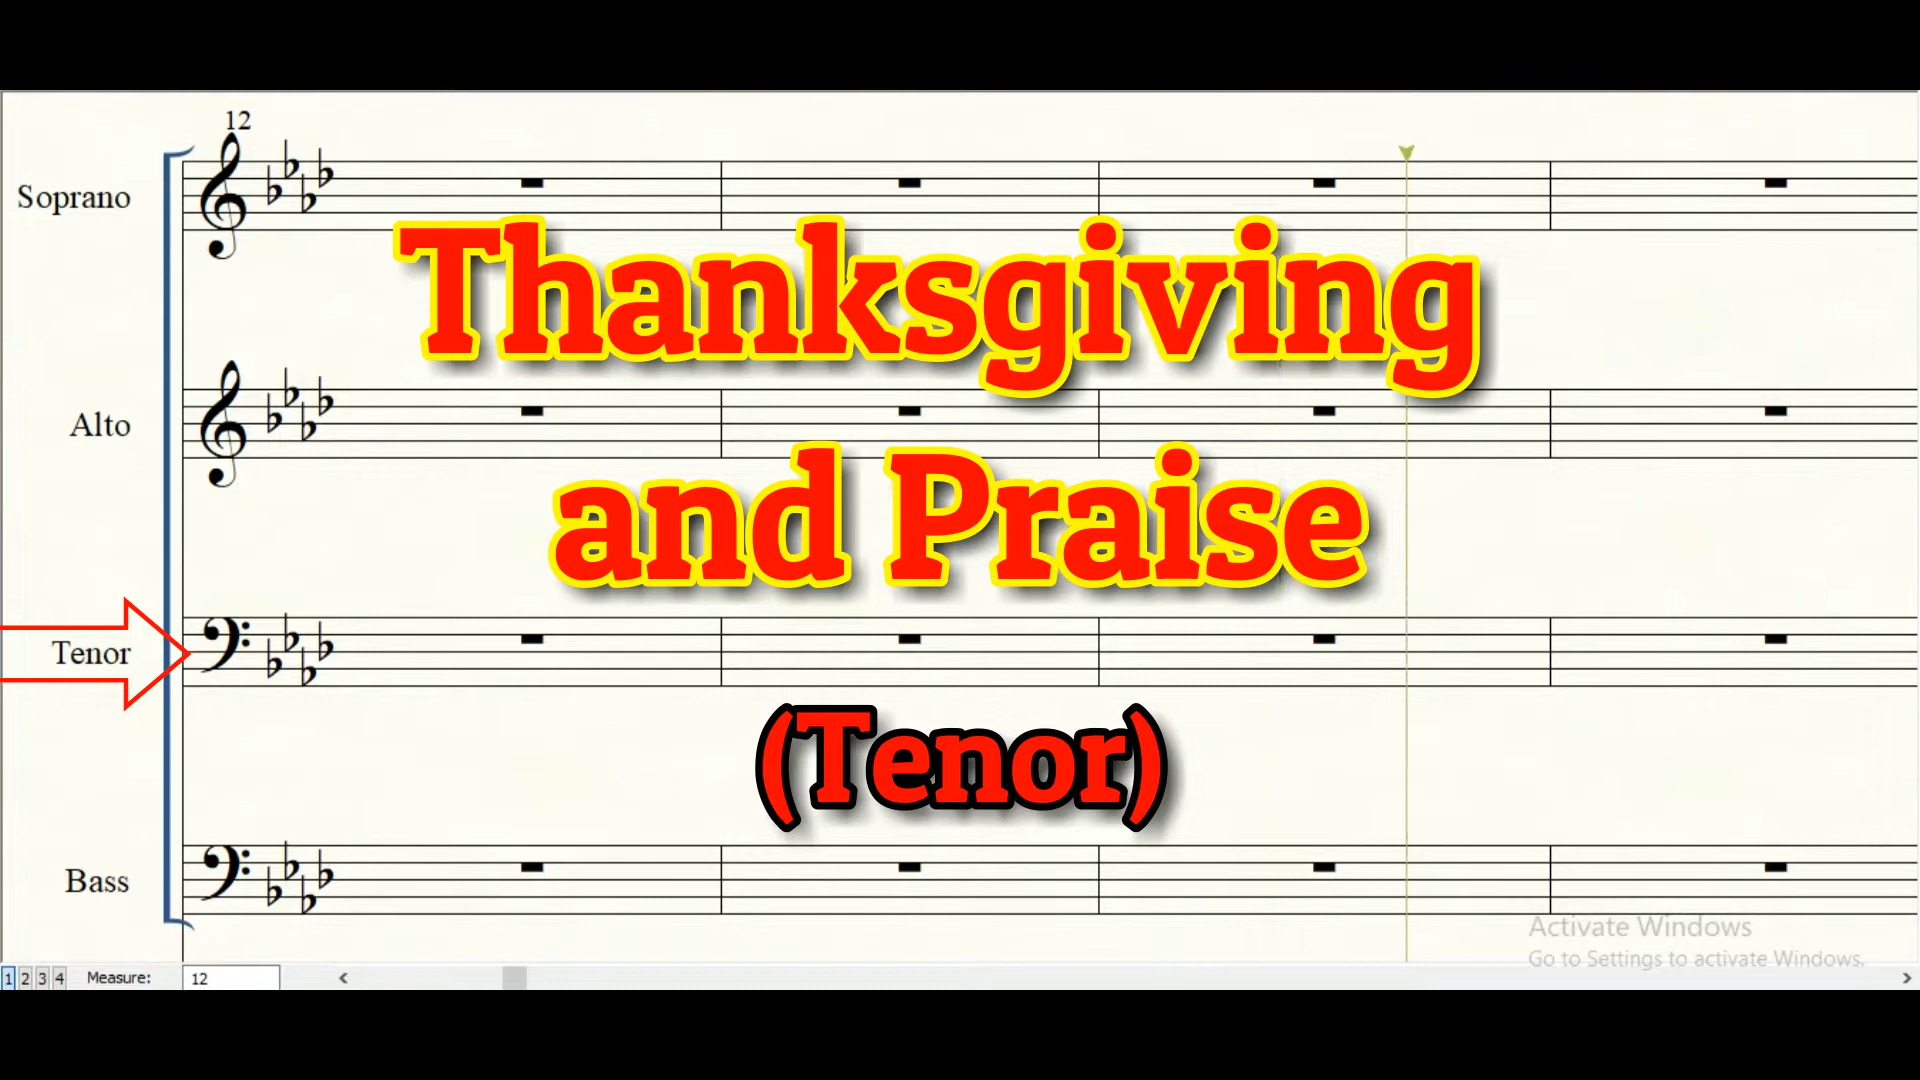 12
Soprano
Thanksgiving
Alto
and Praise
Tenor
(Tenor)
Bass
Activate Windows
Go to Settings to activate Windows.
1 2 3 4 Measure: 12